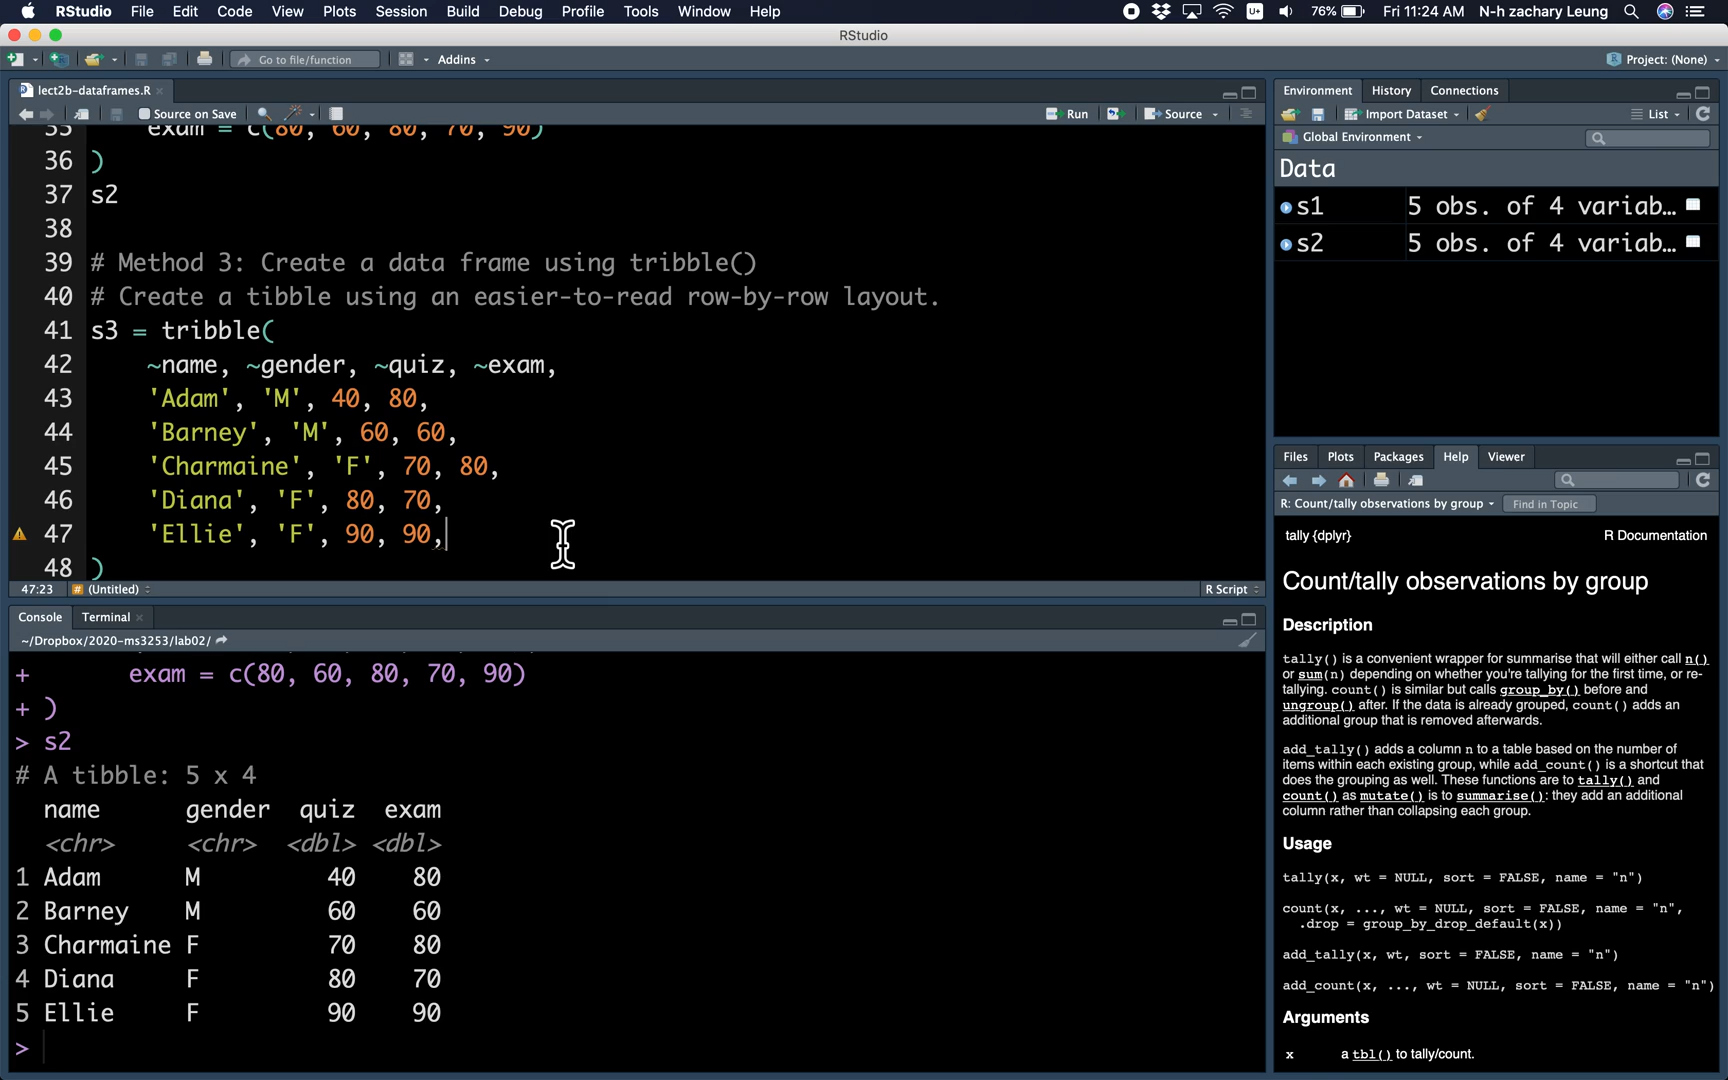 RStudio File Edit Code View Plots Session Build Debug Profile Tools Window Help
U+ 76% Fri 11:24 AM N-h zachary Leung
RStudio
Go to file/function Addins Project: (None)
lect2b-dataframes.R
Source on Save Run Source
35 exam = c(80, 60, 80, 70, 90)
36 )
37 s2
38
39 # Method 3: Create a data frame using tribble()
40 # Create a tibble using an easier-to-read row-by-row layout.
41 s3 = tribble(
42 ~name, ~gender, ~quiz, ~exam,
43 'Adam', 'M', 40, 80,
44 'Barney', 'M', 60, 60,
45 'Charmaine', 'F', 70, 80,
46 'Diana', 'F', 80, 70,
47 'Ellie', 'F', 90, 90,
48 )
47:23 # (Untitled) R Script
Console Terminal
~/Dropbox/2020-ms3253/lab02/
+ exam = c(80, 60, 80, 70, 90)
+ )
> s2
# A tibble: 5 x 4
name gender quiz exam
<chr> <chr> <dbl> <dbl>
1 Adam M 40 80
2 Barney M 60 60
3 Charmaine F 70 80
4 Diana F 80 70
5 Ellie F 90 90
>
Environment History Connections
Import Dataset List
Global Environment
Data
s1 5 obs. of 4 variab…
s2 5 obs. of 4 variab…
Files Plots Packages Help Viewer
R: Count/tally observations by group Find in Topic
tally {dplyr} R Documentation
Count/tally observations by group
Description
tally() is a convenient wrapper for summarise that will either call n()
or sum(n) depending on whether you're tallying for the first time, or re-
tallying. count() is similar but calls group_by() before and
ungroup() after. If the data is already grouped, count() adds an
additional group that is removed afterwards.
add_tally() adds a column n to a table based on the number of
items within each existing group, while add_count() is a shortcut that
does the grouping as well. These functions are to tally() and
count() as mutate() is to summarise(): they add an additional
column rather than collapsing each group.
Usage
tally(x, wt = NULL, sort = FALSE, name = "n")
count(x, ..., wt = NULL, sort = FALSE, name = "n",
.drop = group_by_drop_default(x))
add_tally(x, wt, sort = FALSE, name = "n")
add_count(x, ..., wt = NULL, sort = FALSE, name = "n")
Arguments
x a tbl() to tally/count.